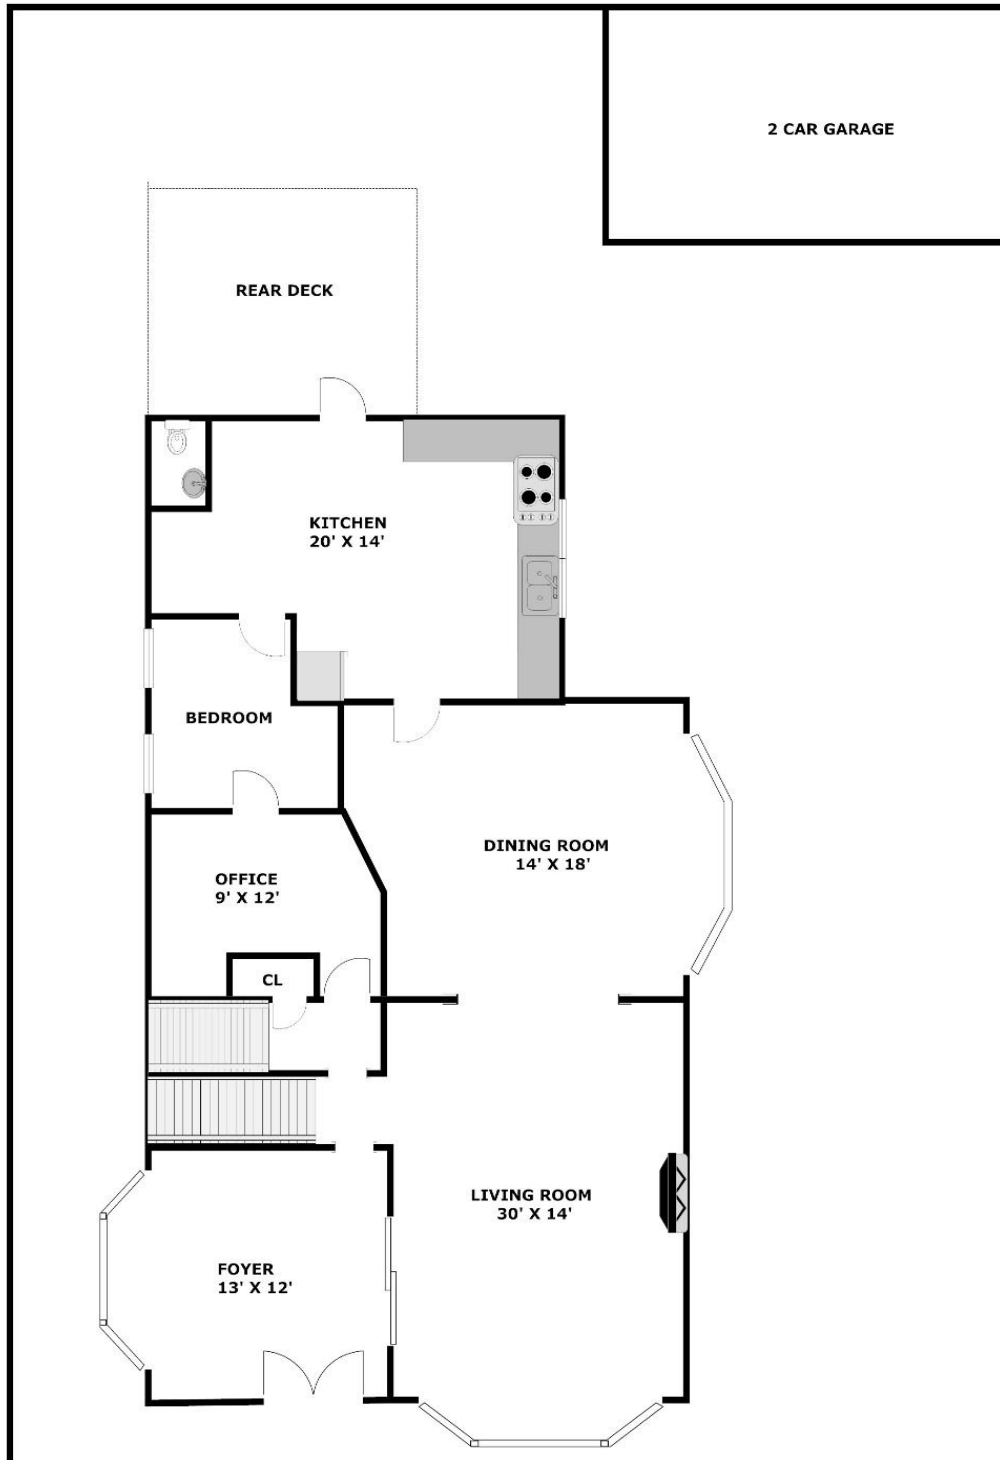 2 CAR GARAGE
REAR DECK
KITCHEN
20' X 14'
BEDROOM
DINING ROOM
14' X 18'
OFFICE
9' X 12'
CL
LIVING ROOM
30' X 14'
FOYER
13' X 12'